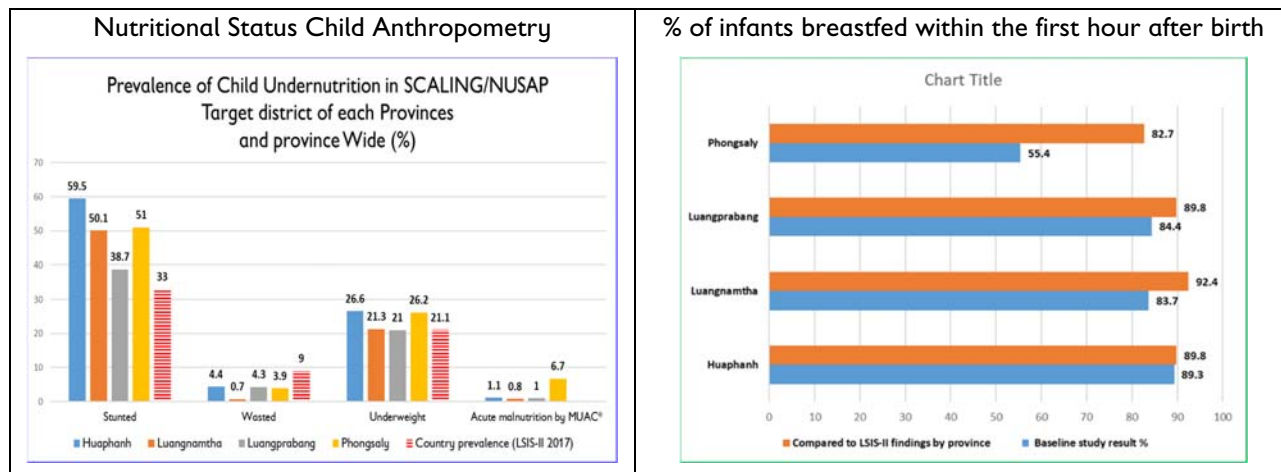 Nutritional Status Child Anthropometry
Prevalence of Child Undernutrition in SCALING/NUSAP
Target district of each Provinces
and province Wide (%)
70
60
50
40
30
20
10
0
59.5
50.1
38.7
51
33
4.4
0.7
4.3
3.9
9
26.6
21.3
21
26.2
21.1
1.1
0.8
1
6.7
Stunted
Wasted
Underweight
Acute malnutrition by MUAC*
Huaphanh
Luangnamtha
Luangprabang
Phongsaly
Country prevalence (LSIS-II 2017)
% of infants breastfed within the first hour after birth
Chart Title
Phongsaly
82.7
55.4
Luangprabang
89.8
84.4
Luangnamtha
92.4
83.7
Huaphanh
89.8
89.3
0 10 20 30 40 50 60 70 80 90 100
Compared to LSIS-II findings by province
Baseline study result %